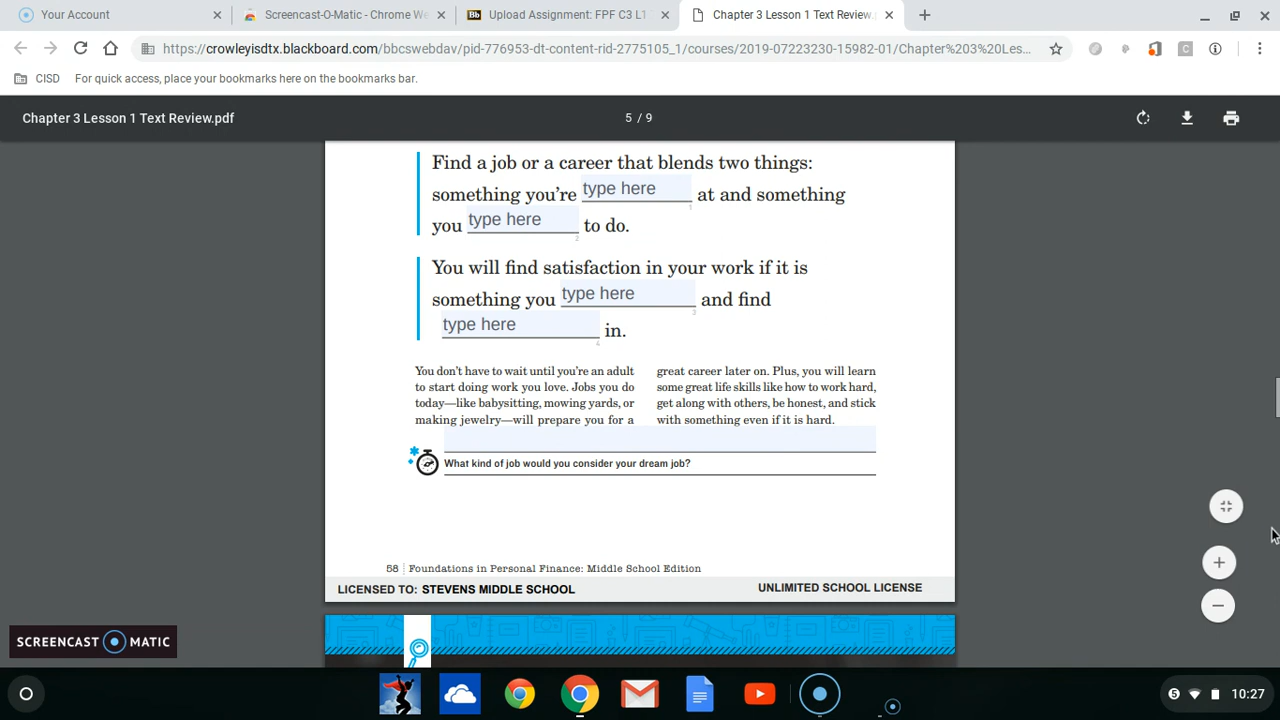 Your Account
Screencast-O-Matic - Chrome We
Bb Upload Assignment: FPF C3 L1
Chapter 3 Lesson 1 Text Review.
https://crowleyisdtx.blackboard.com/bbcswebdav/pid-776953-dt-content-rid-2775105_1/courses/2019-07223230-15982-01/Chapter%203%20Les...
CISD
For quick access, place your bookmarks here on the bookmarks bar.
Chapter 3 Lesson 1 Text Review.pdf
5 / 9
Find a job or a career that blends two things:
something you’re type here at and something
1
you type here to do.
2
You will find satisfaction in your work if it is
something you type here and find
3
type here in.
4
You don’t have to wait until you’re an adult
to start doing work you love. Jobs you do
today—like babysitting, mowing yards, or
making jewelry—will prepare you for a
great career later on. Plus, you will learn
some great life skills like how to work hard,
get along with others, be honest, and stick
with something even if it is hard.
What kind of job would you consider your dream job?
58 Foundations in Personal Finance: Middle School Edition
LICENSED TO: STEVENS MIDDLE SCHOOL
UNLIMITED SCHOOL LICENSE
SCREENCAST MATIC
5
10:27